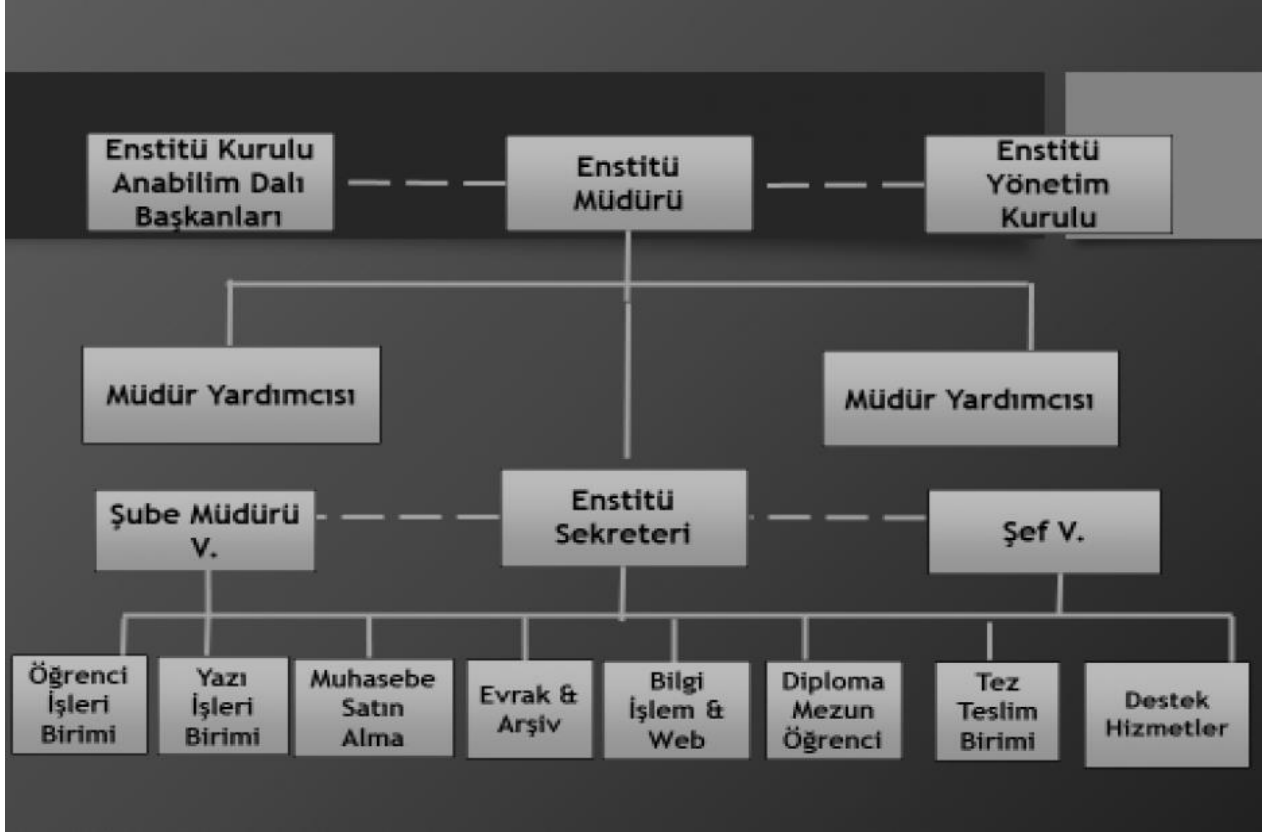 Enstitü Kurulu
Anabilim Dalı
Başkanları
Enstitü
Müdürü
Enstitü
Yönetim
Kurulu
Müdür Yardımcısı
Müdür Yardımcısı
Şube Müdürü
V.
Enstitü
Sekreteri
Şef V.
Öğrenci
İşleri
Birimi
Yazı
İşleri
Birimi
Muhasebe
Satın
Alma
Evrak &
Arşiv
Bilgi
İşlem &
Web
Diploma
Mezun
Öğrenci
Tez
Teslim
Birimi
Destek
Hizmetler